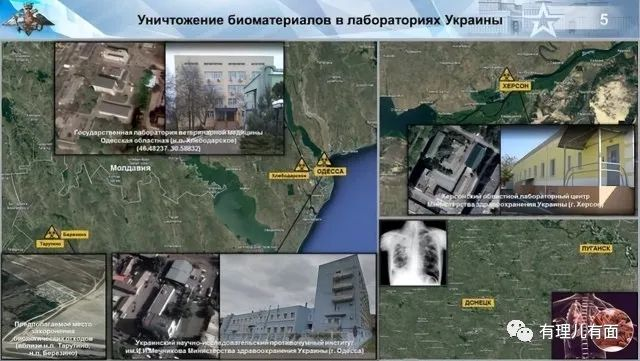 Уничтожение биоматериалов в лабораториях Украины
5
Государственная лаборатория ветеринарной медицины
Одесская областная (н.п. Хлебодарское)
(46.48237, 30.58832)
Молдавия
Хлебодарское
ОДЕССА
Березино
Тарутино
Предполагаемое место
захоронения
биологических отходов
(вблизи н.п. Тарутино,
н.п. Березино)
Украинский научно-исследовательский противочумный институт
им.И.И.Мечникова Министерства здравоохранения Украины (г. Одесса)
ХЕРСОН
Херсонский областной лабораторный центр
Министерства здравоохранения Украины (г. Херсон)
ЛУГАНСК
ДОНЕЦК
有理儿有面